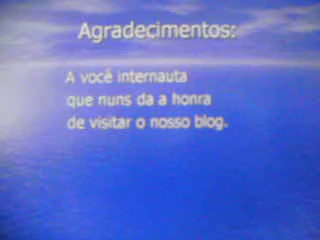 Agradecimentos:
A você internauta
que nuns da a honra
de visitar o nosso blog.